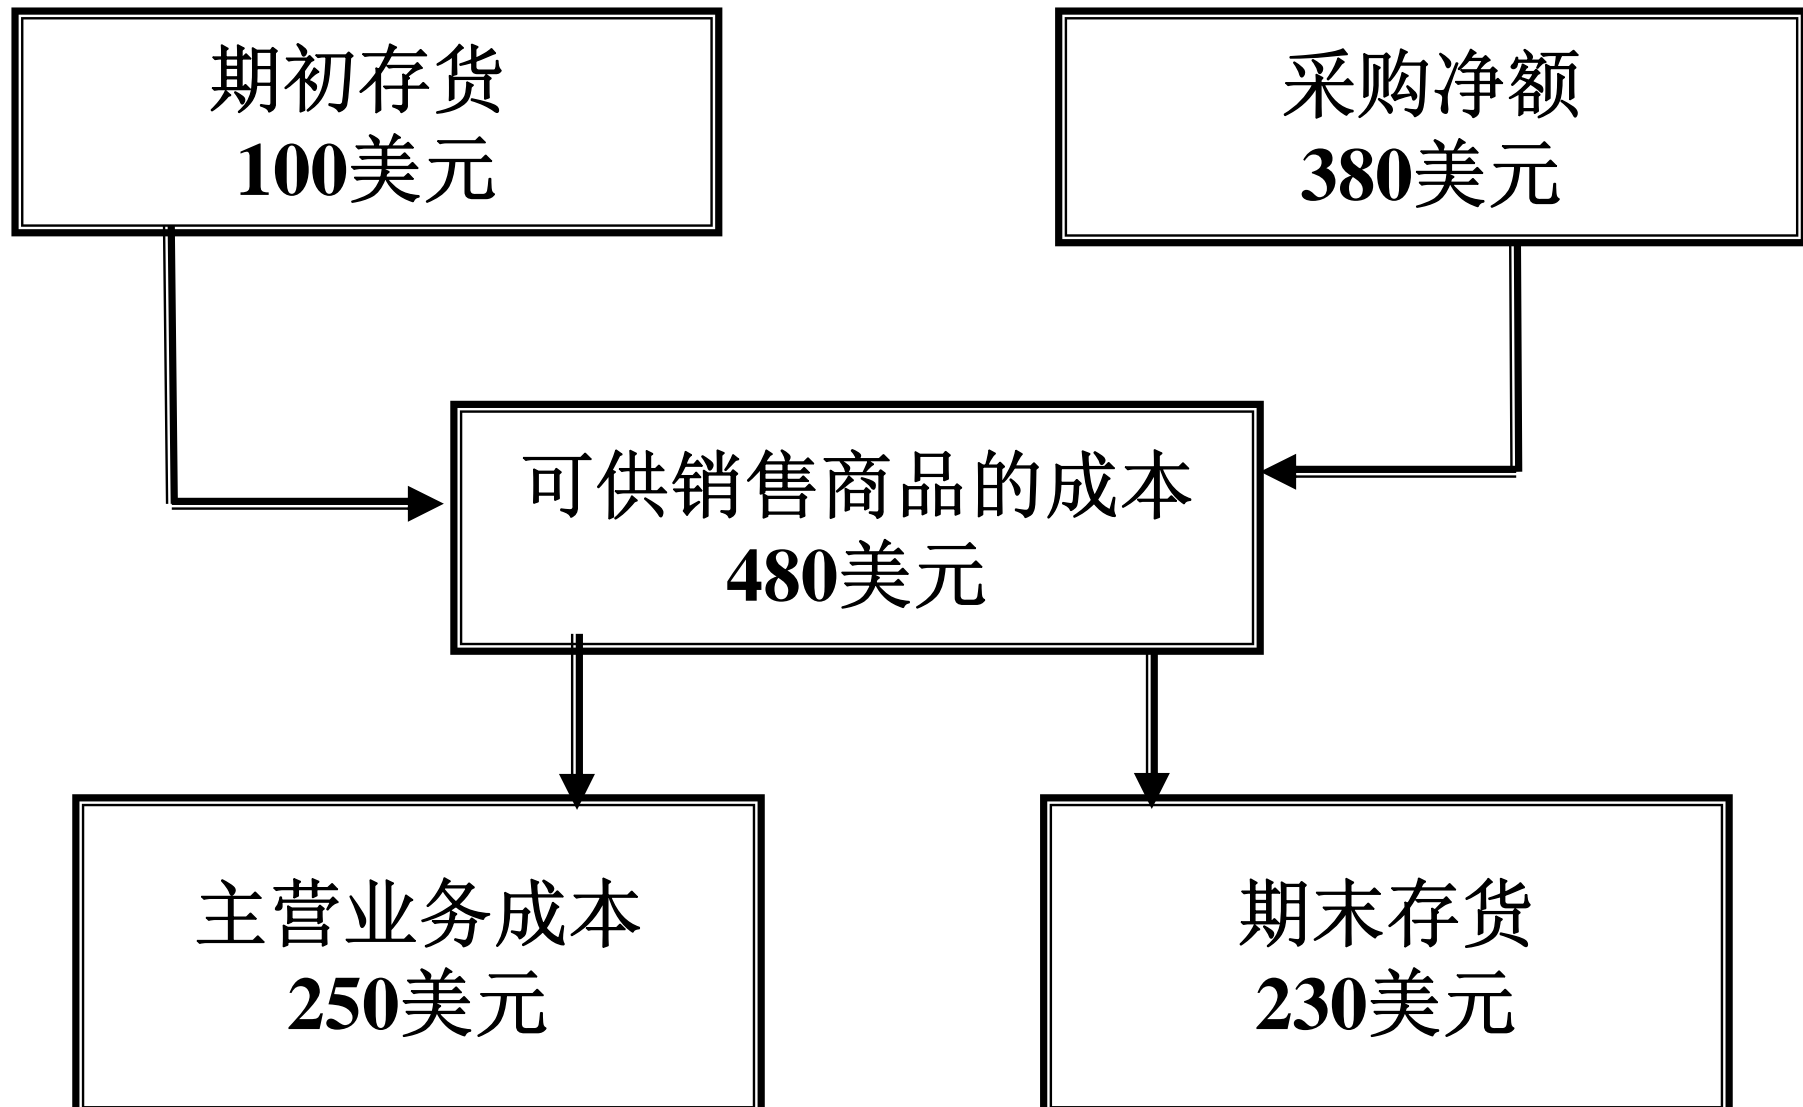 期初存货
100美元
采购净额
380美元
可供销售商品的成本
480美元
主营业务成本
250美元
期末存货
230美元